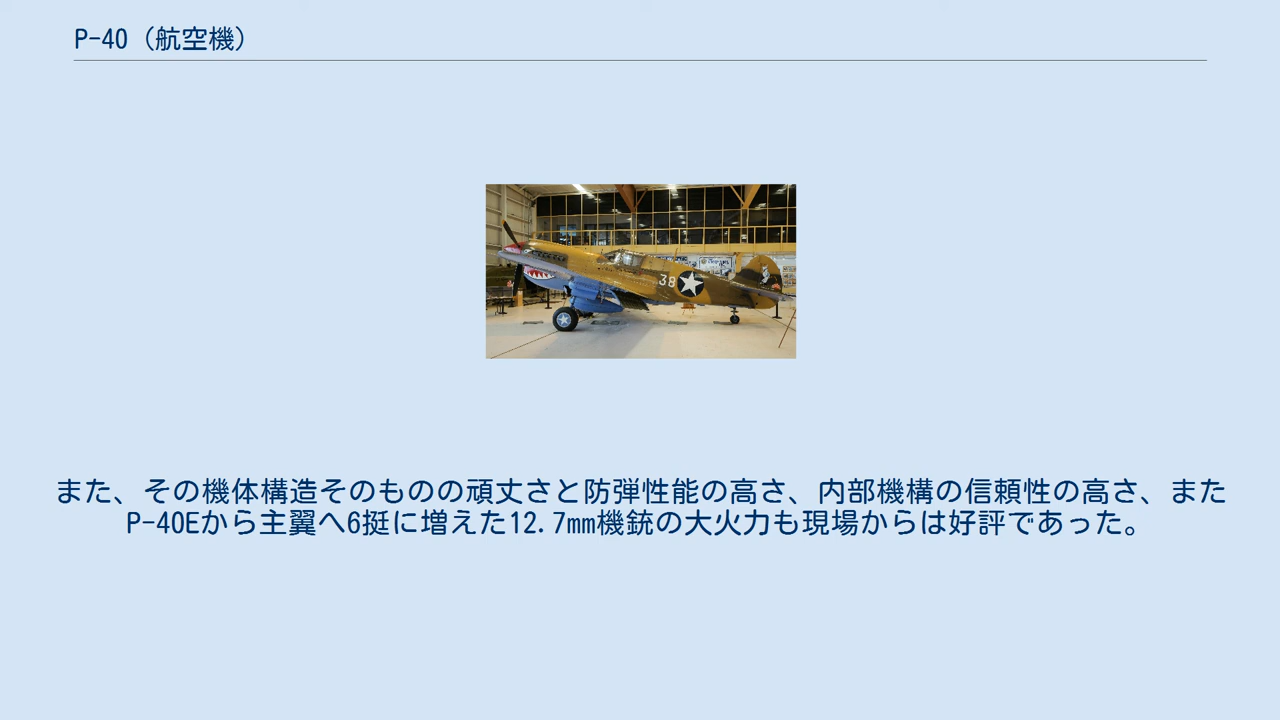 P-40（航空機）
38
また、その機体構造そのものの頑丈さと防弾性能の高さ、内部機構の信頼性の高さ、また
P-40Eから主翼へ6挺に増えた12.7mm機銃の大火力も現場からは好評であった。